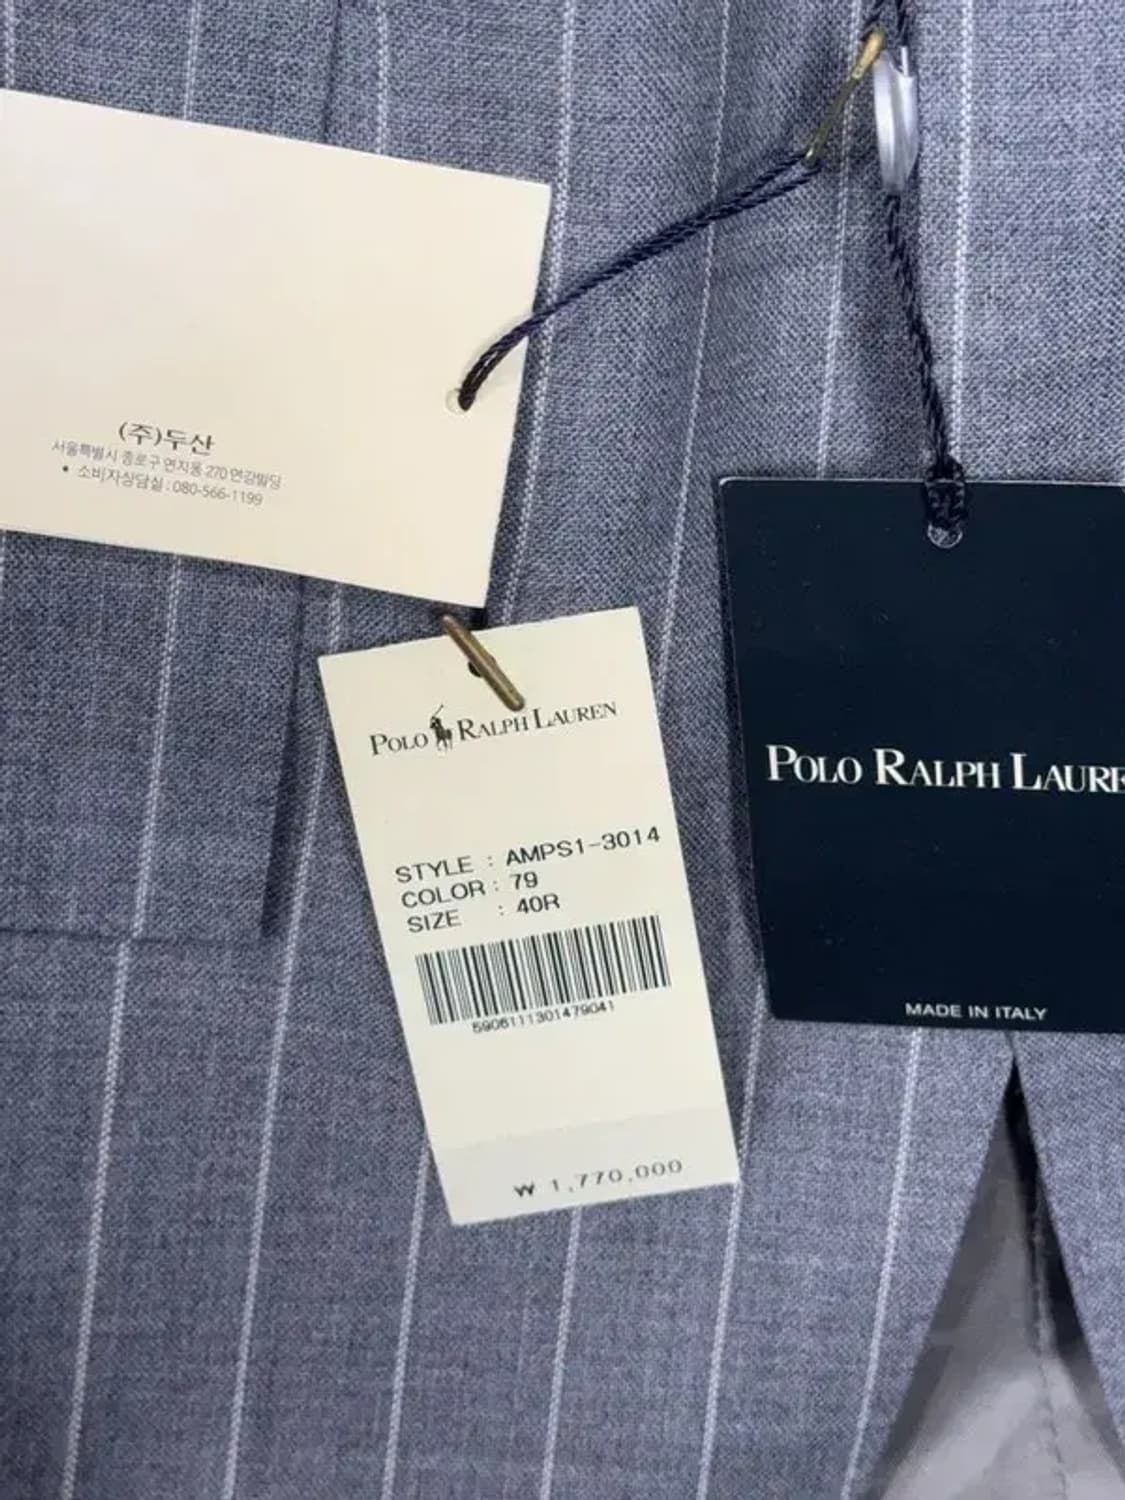 (주)두산
서울특별시 종로구 연지동 270 연강빌딩
• 소비자상담실 : 080-566-1199
POLO RALPH LAUREN
STYLE : AMPS1-3014
COLOR : 79
SIZE : 40R
5906111301479041
₩ 1,770,000
POLO RALPH LAURE
MADE IN ITALY